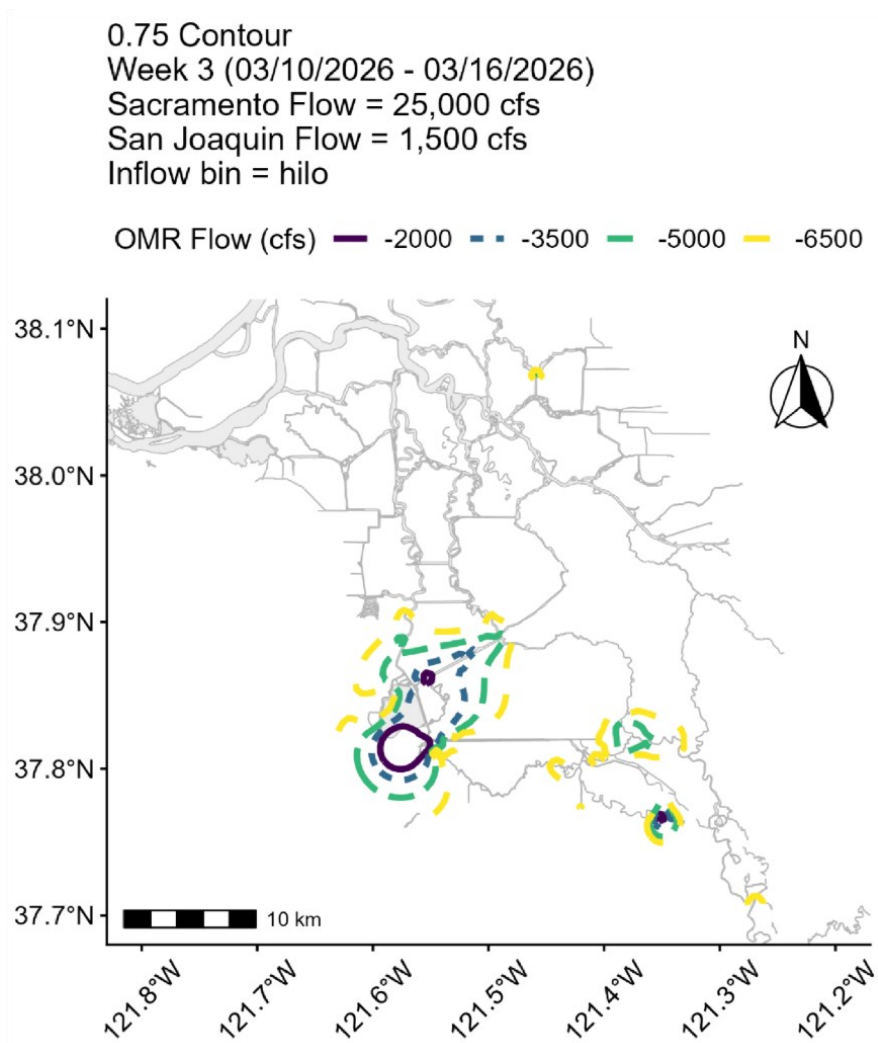 0.75 Contour
Week 3 (03/10/2026 - 03/16/2026)
Sacramento Flow = 25,000 cfs
San Joaquin Flow = 1,500 cfs
Inflow bin = hilo
OMR Flow (cfs) -2000 -3500 -5000 -6500
38.1°N
N
38.0°N
37.9°N
37.8°N
37.7°N
10 km
121.8°W 121.7°W 121.6°W 121.5°W 121.4°W 121.3°W 121.2°W